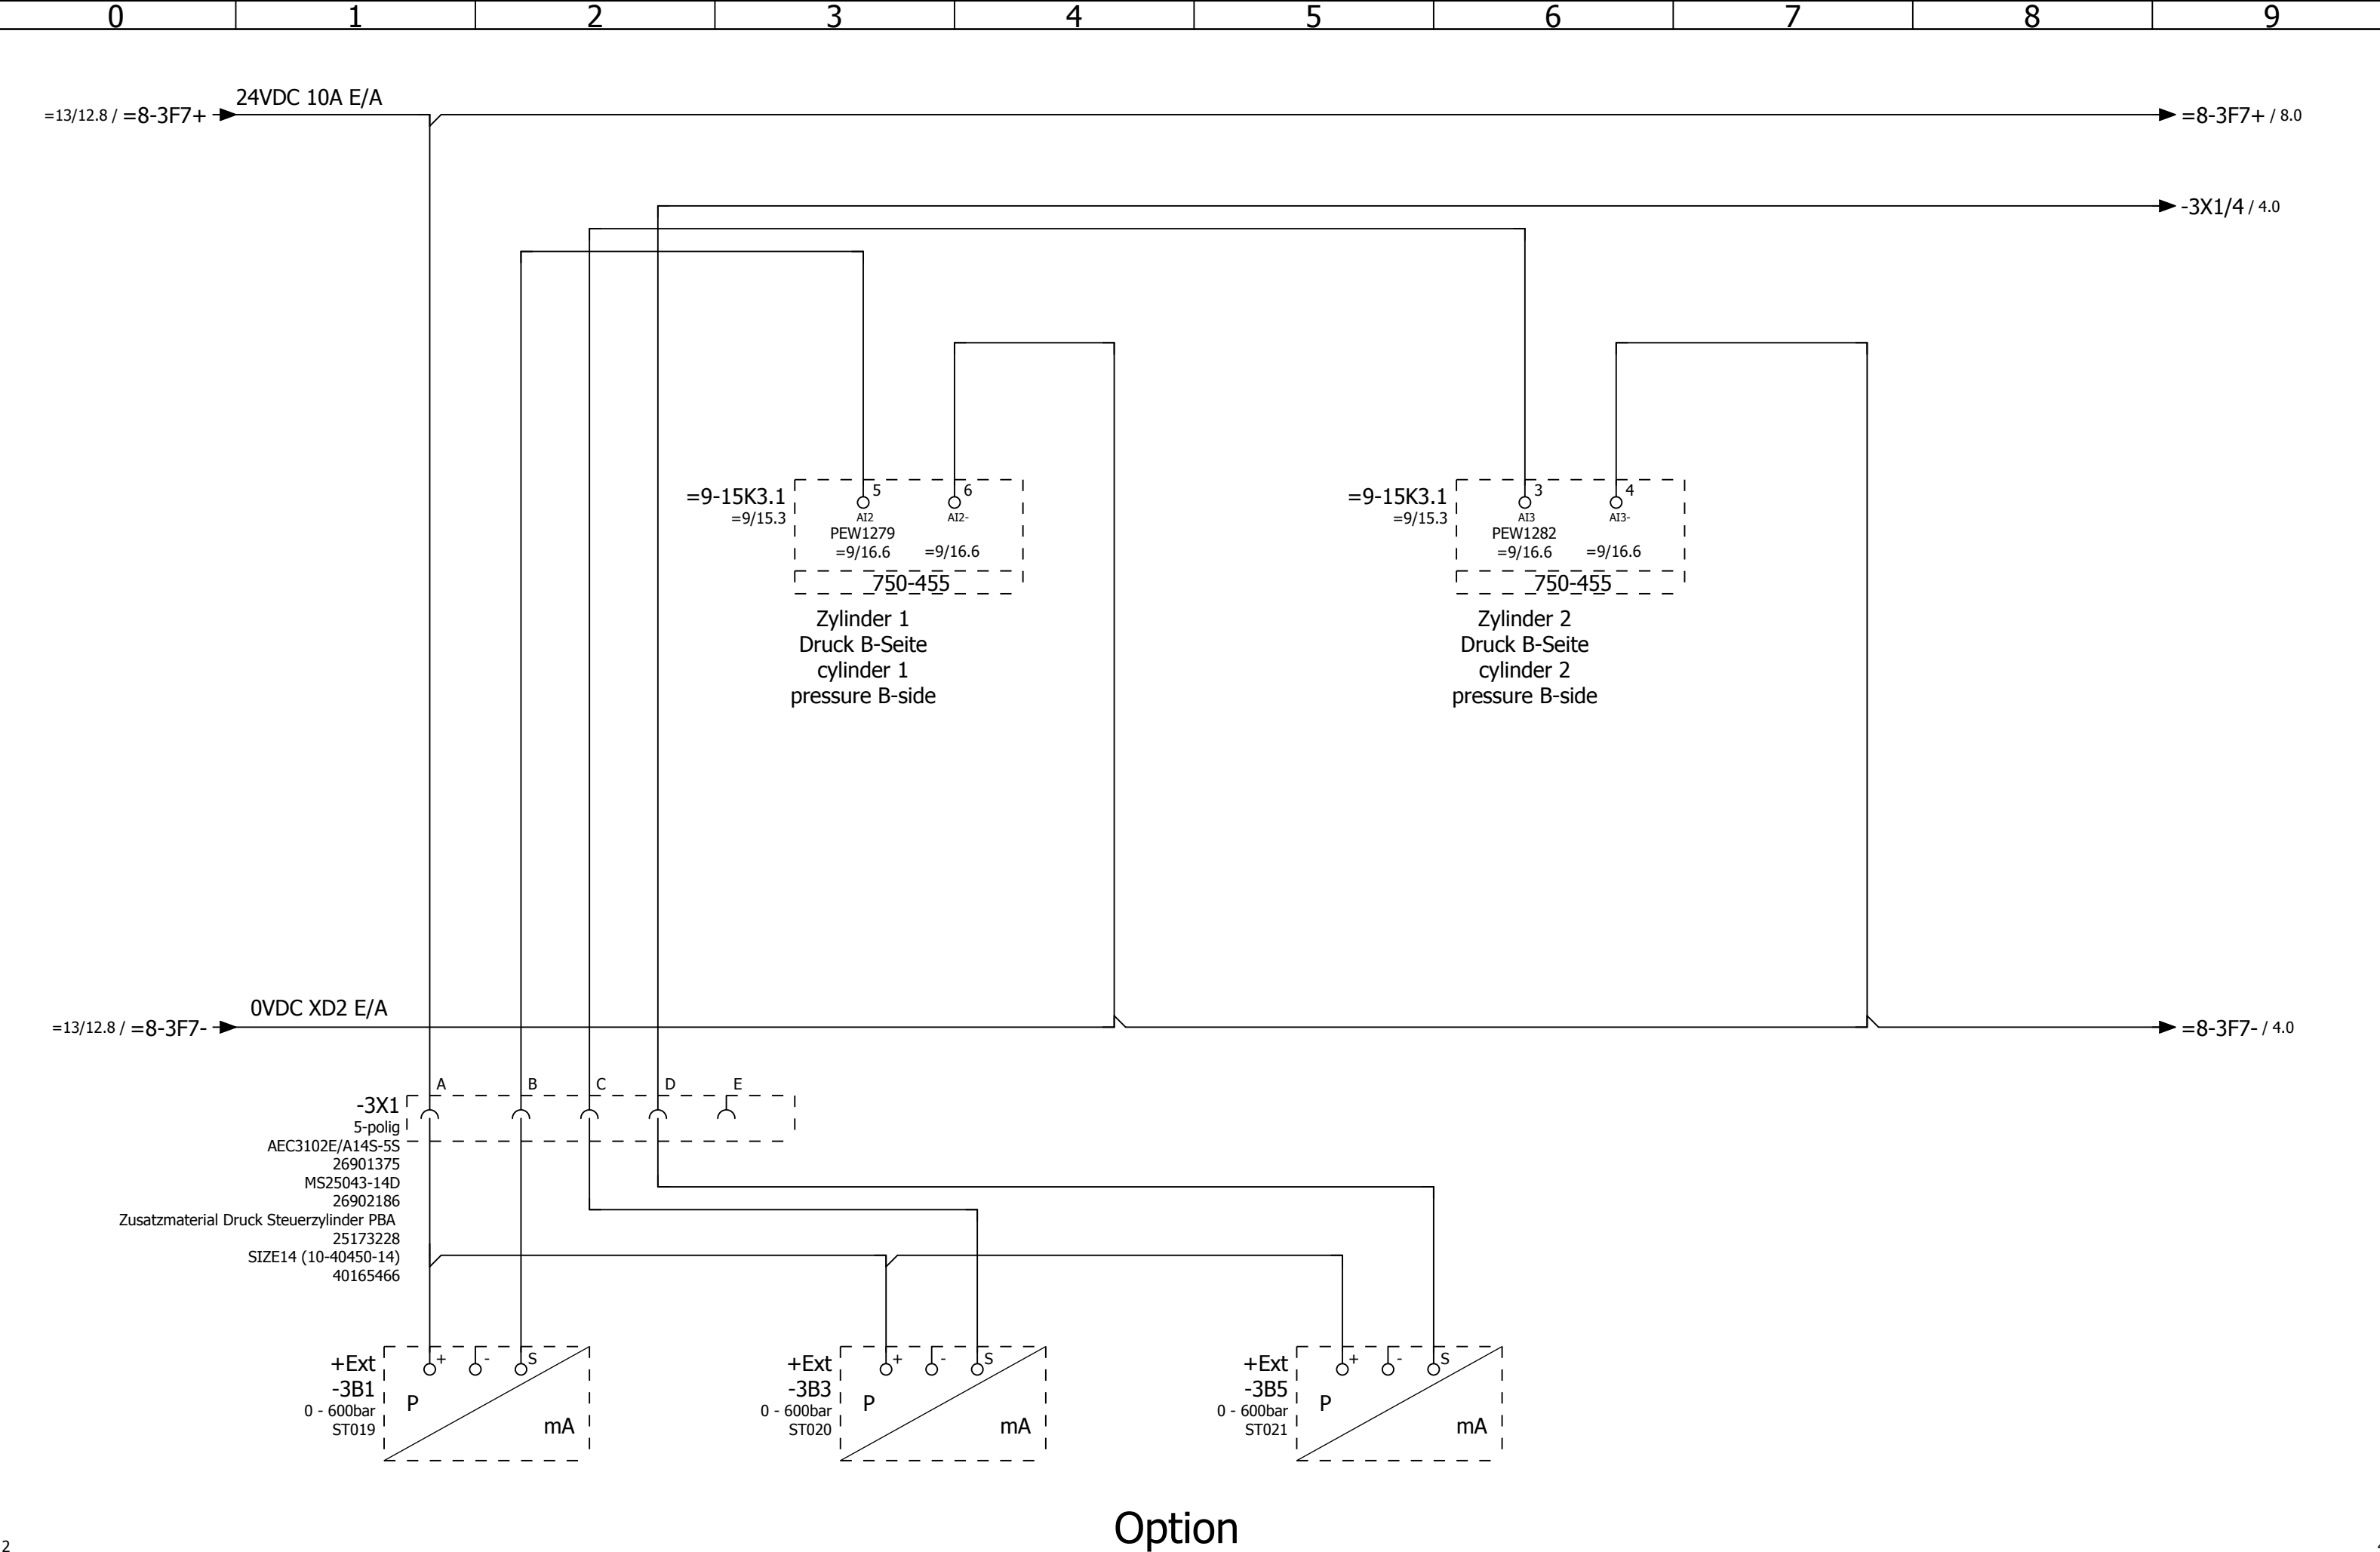 0 1 2 3 4 5 6 7 8 9
24VDC 10A E/A
=13/12.8 / =8-3F7+
=8-3F7+ / 8.0
-3X1/4 / 4.0
=9-15K3.1
=9/15.3
5 6
AI2 AI2-
PEW1279
=9/16.6 =9/16.6
750-455
Zylinder 1
Druck B-Seite
cylinder 1
pressure B-side
=9-15K3.1
=9/15.3
3 4
AI3 AI3-
PEW1282
=9/16.6 =9/16.6
750-455
Zylinder 2
Druck B-Seite
cylinder 2
pressure B-side
0VDC XD2 E/A
=13/12.8 / =8-3F7-
=8-3F7- / 4.0
A B C D E
-3X1
5-polig
AEC3102E/A14S-5S
26901375
MS25043-14D
26902186
Zusatzmaterial Druck Steuerzylinder PBA
25173228
SIZE14 (10-40450-14)
40165466
+Ext
-3B1
0 - 600bar
ST019
+ - S
P
mA
+Ext
-3B3
0 - 600bar
ST020
+ - S
P
mA
+Ext
-3B5
0 - 600bar
ST021
+ - S
P
mA
Option
2